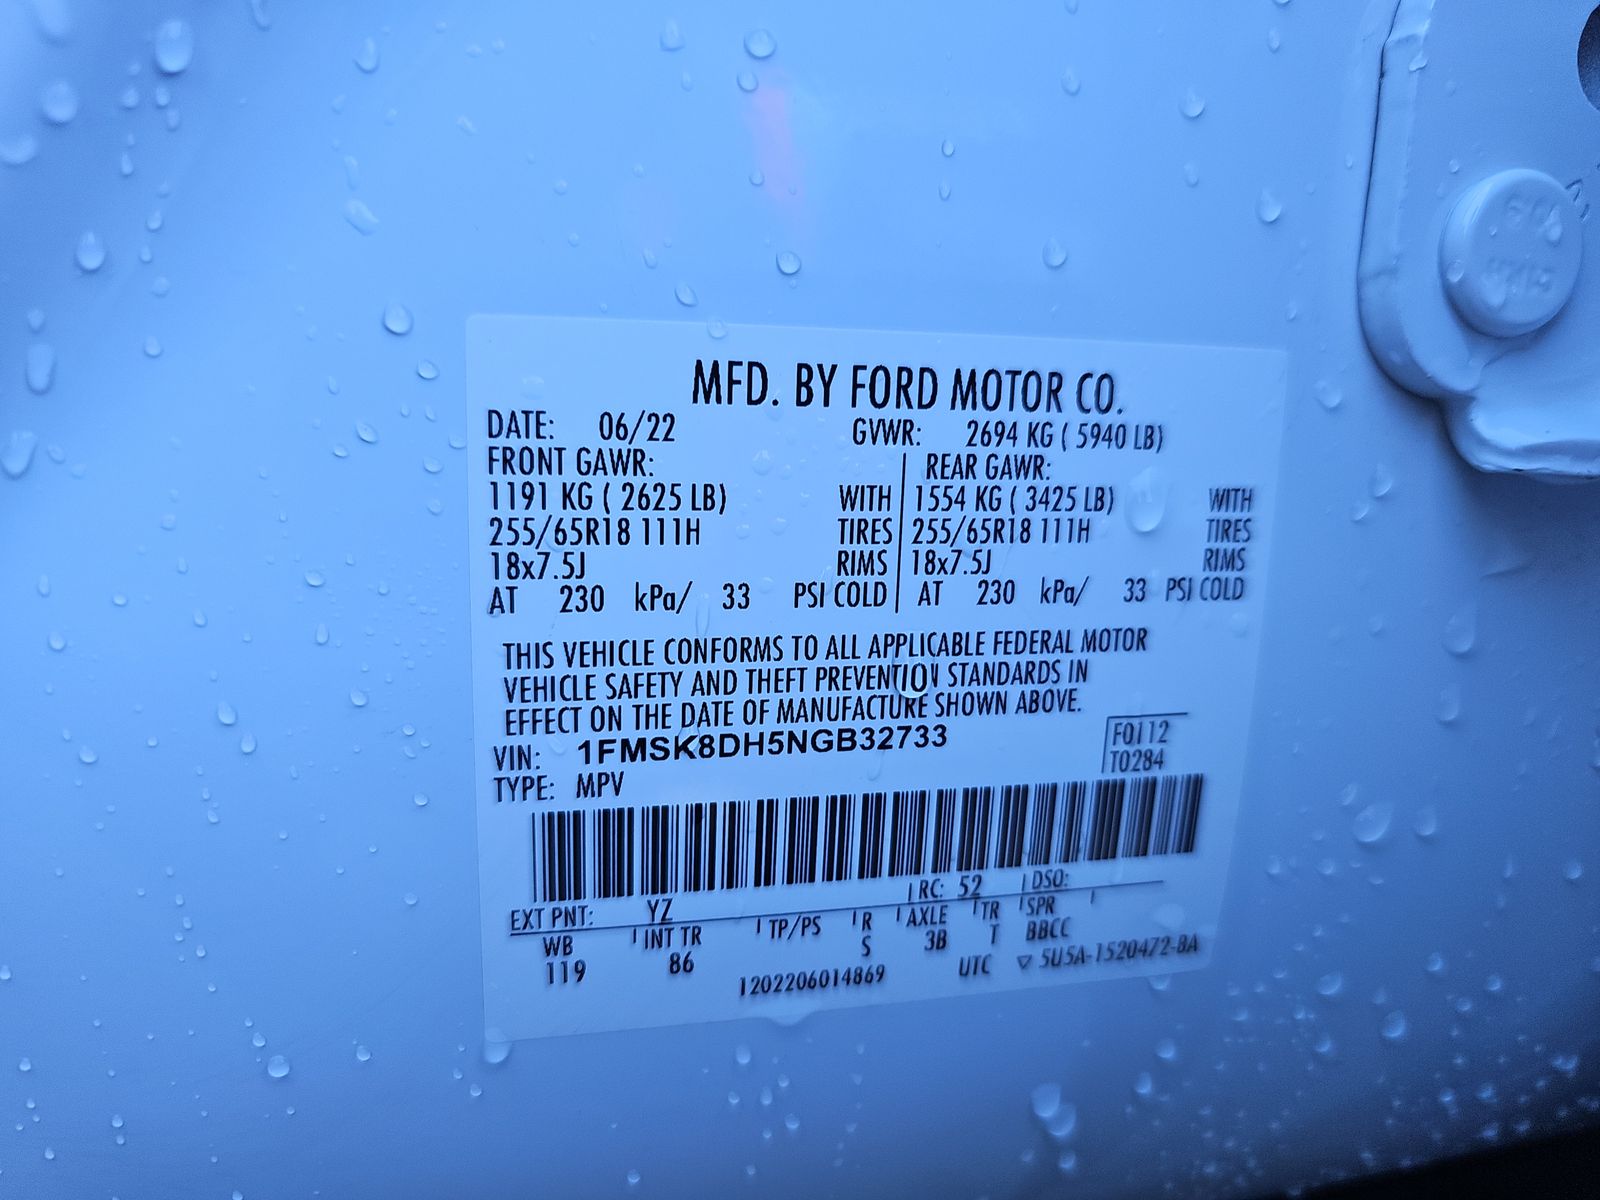 MFD. BY FORD MOTOR CO.
DATE: 06/22 GVWR: 2694 KG ( 5940 LB)
FRONT GAWR: REAR GAWR:
1191 KG ( 2625 LB) WITH 1554 KG ( 3425 LB) WITH
255/65R18 111H TIRES 255/65R18 111H TIRES
18x7.5J RIMS 18x7.5J RIMS
AT 230 kPa/ 33 PSI COLD AT 230 kPa/ 33 PSI COLD
THIS VEHICLE CONFORMS TO ALL APPLICABLE FEDERAL MOTOR
VEHICLE SAFETY AND THEFT PREVENTION STANDARDS IN
EFFECT ON THE DATE OF MANUFACTURE SHOWN ABOVE.
VIN: 1FMSK8DH5NGB32733 F0112
TYPE: MPV T0284
EXT PNT: YZ RC: 52 DSO:
WB INT TR TP/PS R AXLE TR SPR
119 86 S 3B T BBCC
1202206014869 UTC ▽ 5U5A-1520472-BA